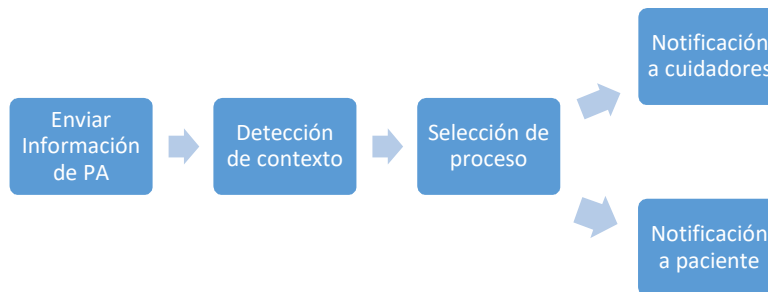 Enviar
Información
de PA
Detección
de contexto
Selección de
proceso
Notificación
a cuidadores
Notificación
a paciente